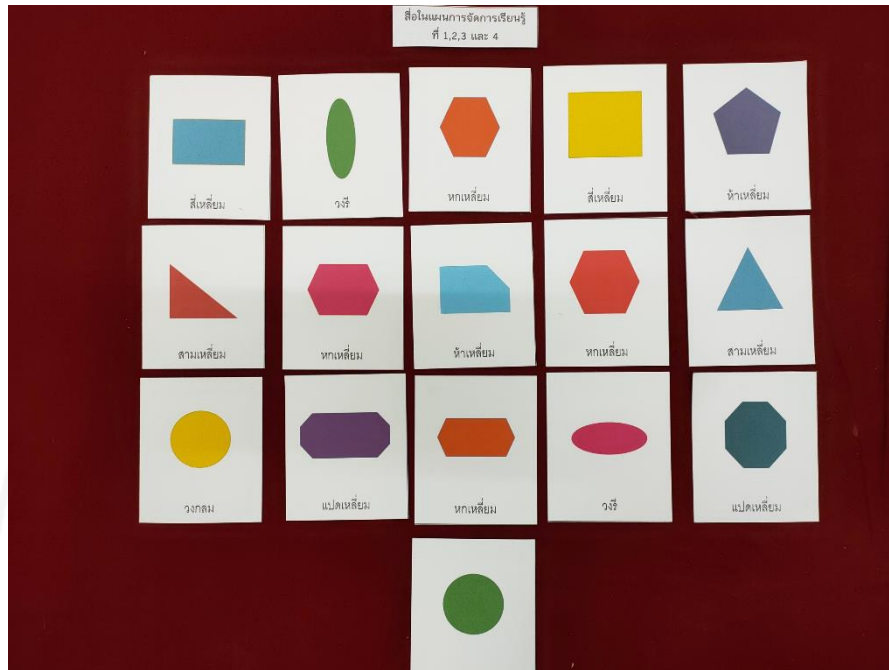 สื่อในแผนการจัดการเรียนรู้
ที่ 1,2,3 และ 4
สี่เหลี่ยม
วงรี
หกเหลี่ยม
สี่เหลี่ยม
ห้าเหลี่ยม
สามเหลี่ยม
หกเหลี่ยม
ห้าเหลี่ยม
หกเหลี่ยม
สามเหลี่ยม
วงกลม
แปดเหลี่ยม
หกเหลี่ยม
วงรี
แปดเหลี่ยม